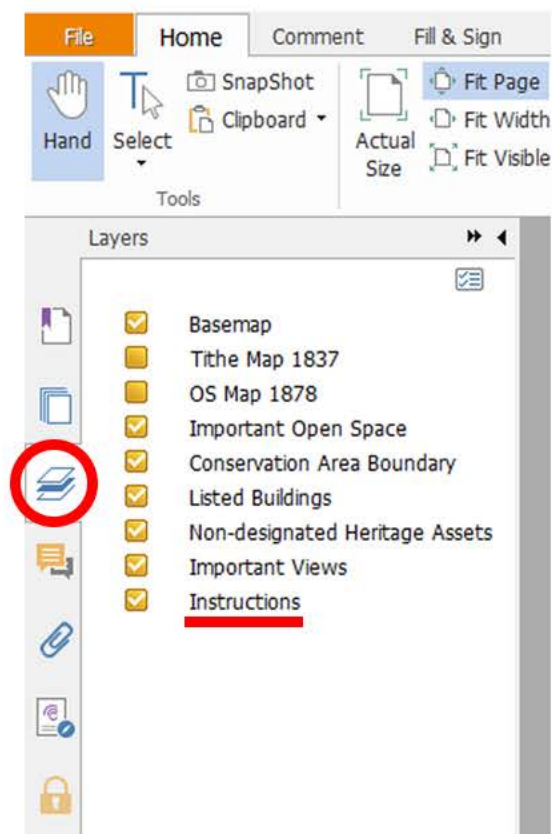 File Home Comment Fill & Sign
SnapShot Fit Page
Clipboard Fit Width
Hand Select Actual Size Fit Visible
Tools
Layers
Basemap
Tithe Map 1837
OS Map 1878
Important Open Space
Conservation Area Boundary
Listed Buildings
Non-designated Heritage Assets
Important Views
Instructions